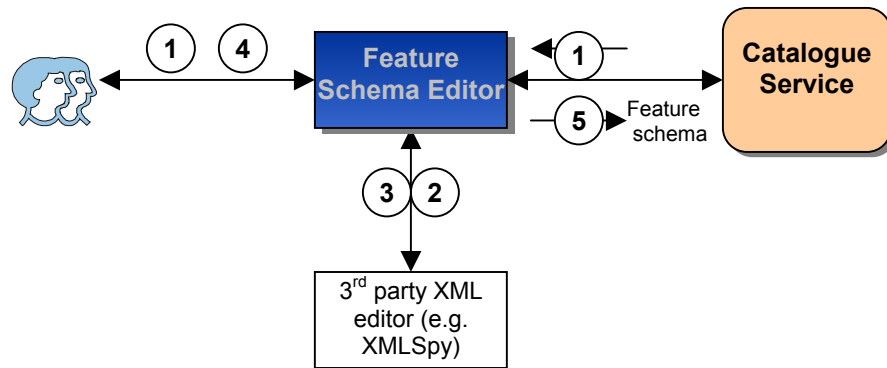 1
4
Feature
Schema Editor
1
Catalogue
Service
5
Feature
schema
3
2
3rd party XML
editor (e.g.
XMLSpy)